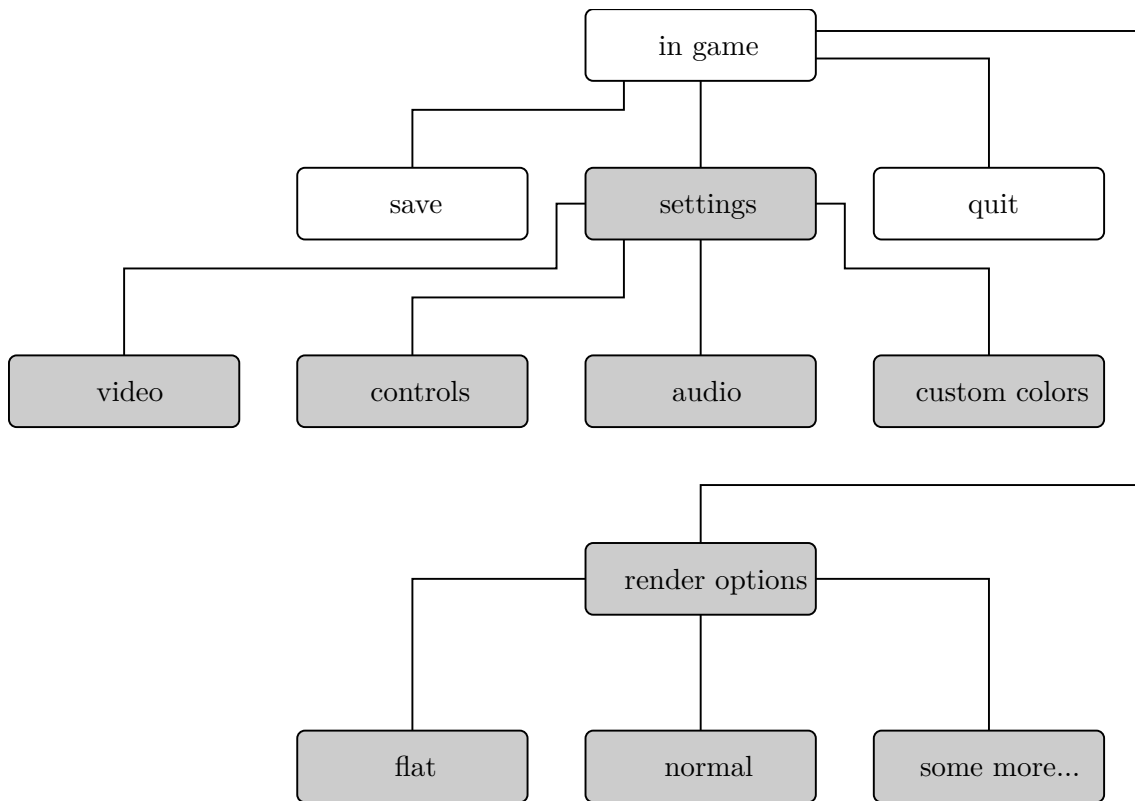 in game
save
settings
quit
video
controls
audio
custom colors
render options
flat
normal
some more...